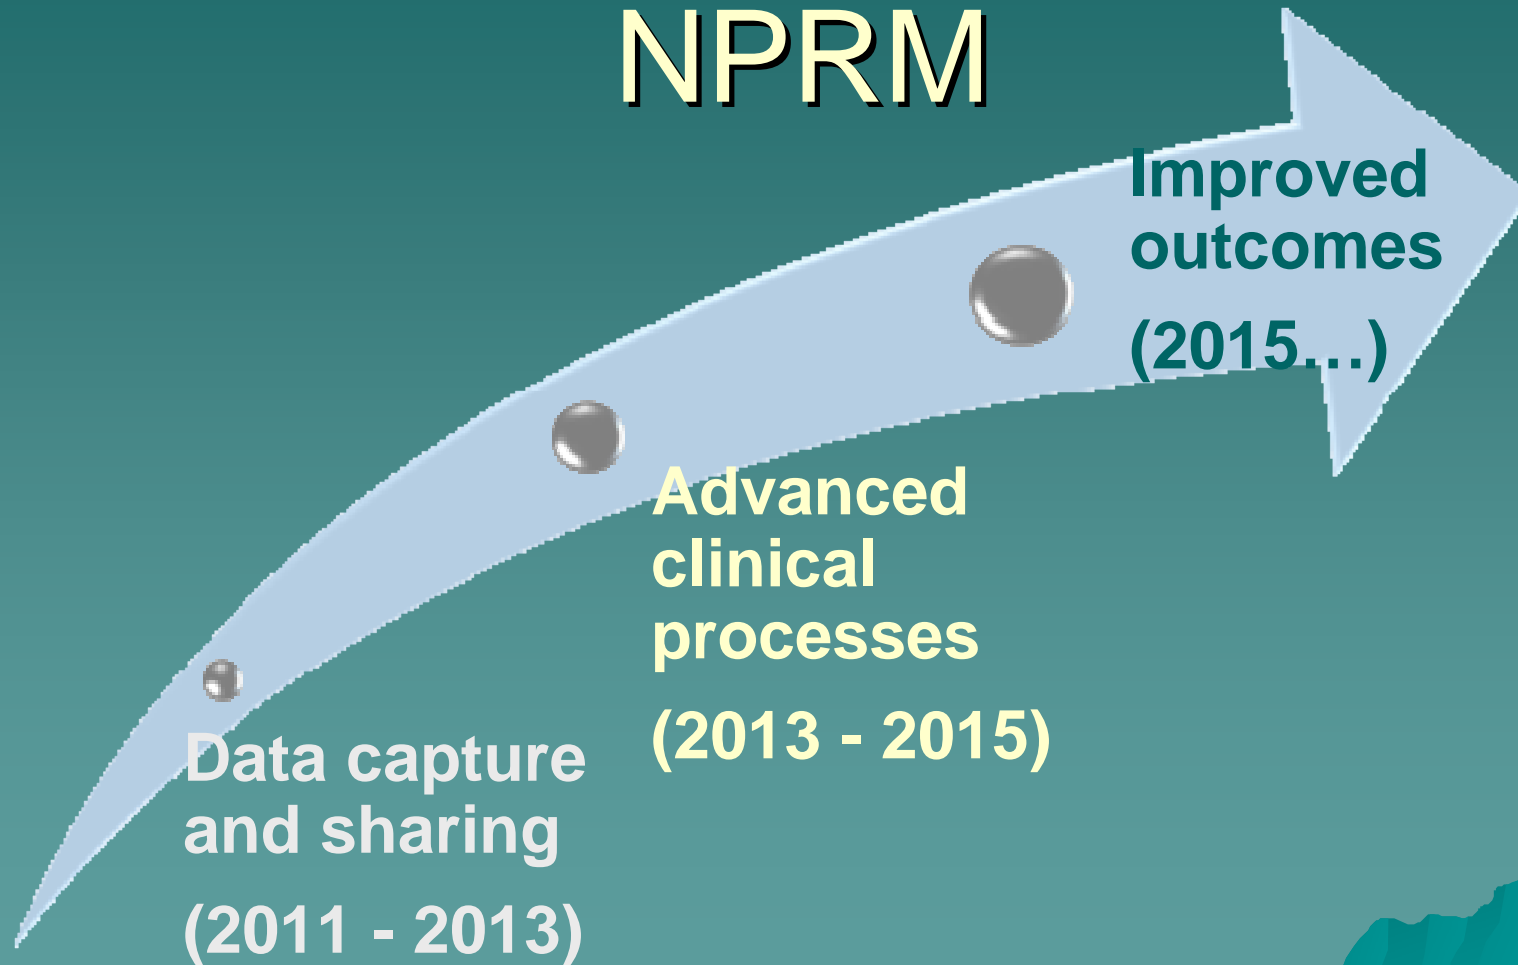 NPRM
Improved
outcomes
(2015…)
Advanced
clinical
processes
(2013 - 2015)
Data capture
and sharing
(2011 - 2013)